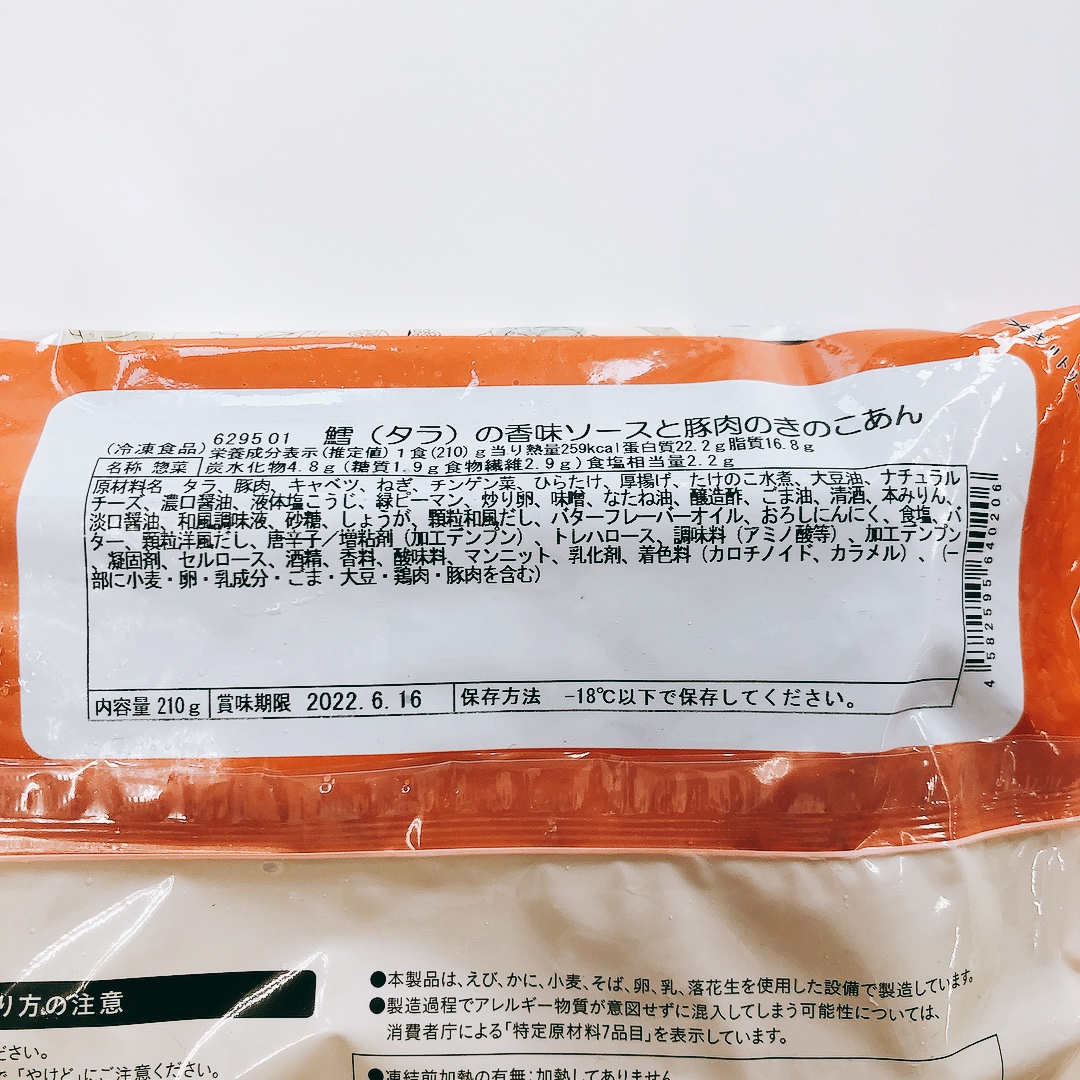 キリトリ
629501 鱈（タラ）の香味ソースと豚肉のきのこあん
(冷凍食品) 栄養成分表示(推定値)１食(210)ｇ当り熱量259kcal蛋白質22.2ｇ脂質16.8ｇ
名称 惣菜 炭水化物4.8ｇ(糖質1.9ｇ食物繊維2.9ｇ)食塩相当量2.2ｇ
原材料名 タラ、豚肉、キャベツ、ねぎ、チンゲン菜、ひらたけ、厚揚げ、たけのこ水煮、大豆油、ナチュラル
チーズ、濃口醤油、液体塩こうじ、緑ピーマン、炒り卵、味噌、なたね油、醸造酢、ごま油、清酒、本みりん、
淡口醤油、和風調味液、砂糖、しょうが、顆粒和風だし、バターフレーバーオイル、おろしにんにく、食塩、バ
ター、顆粒洋風だし、唐辛子／増粘剤（加工デンプン）、トレハロース、調味料（アミノ酸等）、加工デンプン
、凝固剤、セルロース、酒精、香料、酸味料、マンニット、乳化剤、着色料（カロチノイド、カラメル）、（一
部に小麦・卵・乳成分・ごま・大豆・鶏肉・豚肉を含む）
4582595640206
内容量 210ｇ 賞味期限 2022. 6. 16 保存方法 -18℃以下で保存してください。
り方の注意
ださい。
で「やけど」にご注意ください。
●本製品は、えび、かに、小麦、そば、卵、乳、落花生を使用した設備で製造しています。
●製造過程でアレルギー物質が意図せずに混入してしまう可能性については、
消費者庁による「特定原材料7品目」を表示しています。
●凍結前加熱の有無：加熱してありません